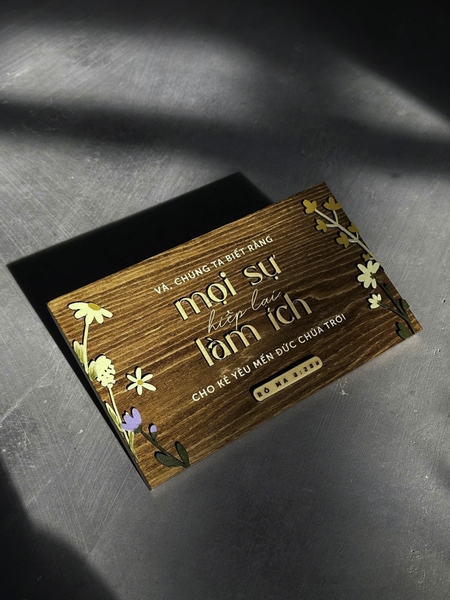 VÀ, CHÚNG TA BIẾT RẰNG
mọi sự
hiệp lại
làm ích
CHO KẺ YÊU MẾN ĐỨC CHÚA TRỜI
RÔ MA 8:28a